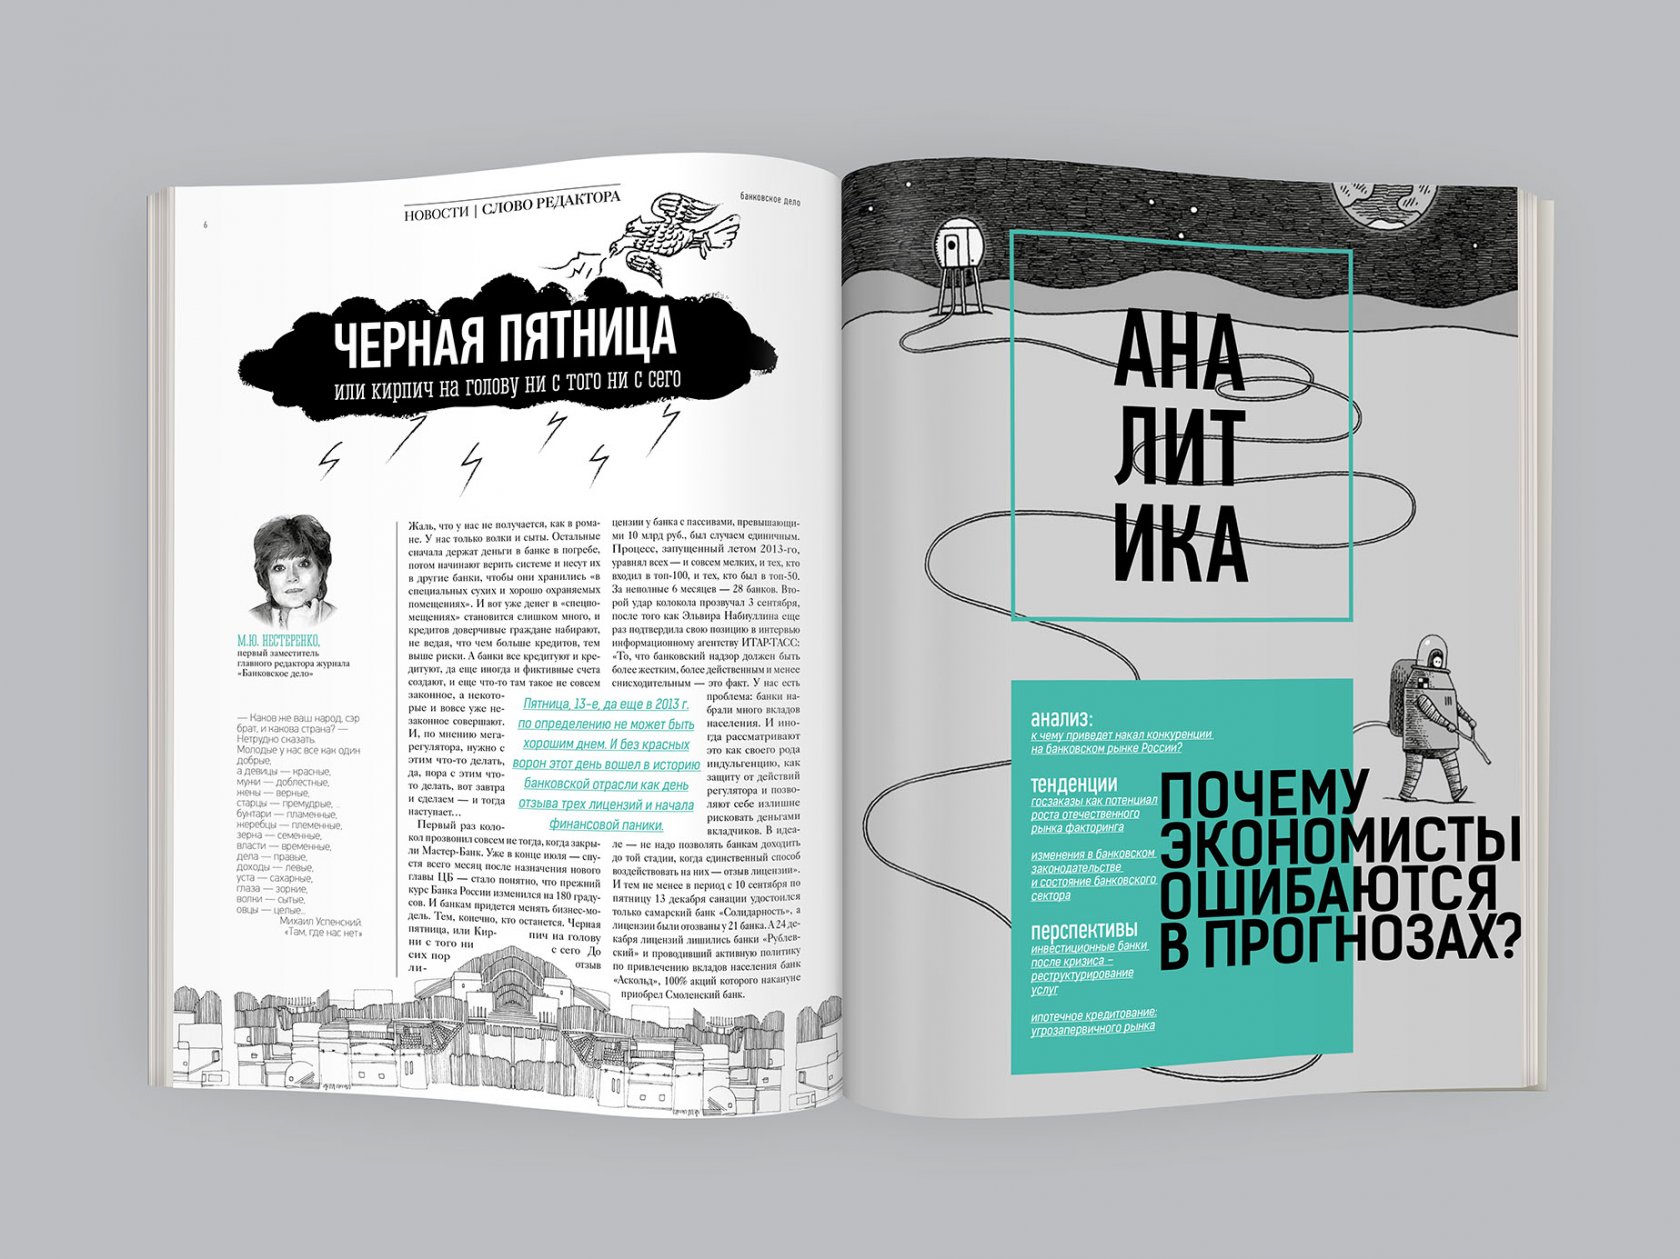 6
НОВОСТИ | СЛОВО РЕДАКТОРА
банковское дело
ЧЕРНАЯ ПЯТНИЦА
или кирпич на голову ни с того ни с сего
М.Ю. НЕСТЕРЕНКО,
первый заместитель
главного редактора журнала
«Банковское дело»
— Каков же ваш народ, сэр
брат, и какова страна? —
Нетрудно сказать.
Молодые у нас все как один
добрые,
а девицы — красные,
мужи — доблестные,
жены — верные,
старцы — премудрые, ..
бунтари — пламенные,
жеребцы — племенные,
зерна — семенные,
власти — временные,
дела — правые,
доходы — левые,
уста — сахарные,
глаза — зоркие,
волки — сытые,
овцы — целые...
Михаил Успенский.
«Там, где нас нет»
Жаль, что у нас не получается, как в рома-
не. У нас только волки и сыты. Остальные
сначала держат деньги в банке в погребе,
потом начинают верить системе и несут их
в другие банки, чтобы они хранились «в
специальных сухих и хорошо охраняемых
помещениях». И вот уже денег в «спецпо-
мещениях» становится слишком много, и
кредитов доверчивые граждане набирают,
не ведая, что чем больше кредитов, тем
выше риски. А банки все кредитуют и кре-
дитуют, да еще иногда и фиктивные счета
создают, и еще что-то там такое не совсем
законное, а некото-
рые и вовсе уже не-
законное совершают.
И, по мнению мега-
регулятора, нужно с
этим что-то делать,
да, пора с этим что-
то делать, вот завтра
и сделаем — и тогда
наступает…
Первый раз коло-
кол прозвонил совсем не тогда, когда закры-
ли Мастер-Банк. Уже в конце июля — спу-
стя всего месяц после назначения нового
главы ЦБ — стало понятно, что прежний
курс Банка России изменился на 180 граду-
сов. И банкам придется менять бизнес-мо-
дель. Тем, конечно, кто останется. Черная
пятница, или Кир- пич на голову
ни с того ни с сего До
сих пор отзыв
ли-
Пятница, 13-е, да еще в 2013 г.
по определению не может быть
хорошим днем. И без красных
ворон этот день вошел в историю
банковской отрасли как день
отзыва трех лицензий и начала
финансовой паники.
цензии у банка с пассивами, превышающи-
ми 10 млрд руб., был случаем единичным.
Процесс, запущенный летом 2013-го,
уравнял всех — и совсем мелких, и тех, кто
входил в топ-100, и тех, кто был в топ-50.
За неполные 6 месяцев — 28 банков. Вто-
рой удар колокола прозвучал 3 сентября,
после того как Эльвира Набиуллина еще
раз подтвердила свою позицию в интервью
информационному агентству ИТАР-ТАСС:
«То, что банковский надзор должен быть
более жестким, более действенным и менее
снисходительным — это факт. У нас есть
проблема: банки на-
брали много вкладов
населения. И ино-
гда рассматривают
это как своего рода
индульгенцию, как
защиту от действий
регулятора и позво-
ляют себе излишне
рисковать деньгами
вкладчиков. В идеа-
ле — не надо позволять банкам доходить
до той стадии, когда единственный способ
воздействовать на них — отзыв лицензии».
И тем не менее в период с 10 сентября по
пятницу 13 декабря санации удостоился
только самарский банк «Солидарность», а
лицензии были отозваны у 21 банка. А 24 де-
кабря лицензий лишились банки «Рублев-
ский» и проводивший активную политику
по привлечению вкладов населения банк
«Аскольд», 100% акций которого накануне
приобрел Смоленский банк.
АНА
ЛИТ
ИКА
анализ:
к чему приведет накал конкуренции
на банковском рынке России?
тенденции
госзаказы как потенциал
роста отечественного
рынка факторинга
изменения в банковском
законодательстве
и состояние банковского
сектора
перспективы
инвестиционные банки
после кризиса –
реструктурирование
услуг
ипотечное кредитование:
угрозапервичного рынка
ПОЧЕМУ
ЭКОНОМИСТЫ
ОШИБАЮТСЯ
В ПРОГНОЗАХ?